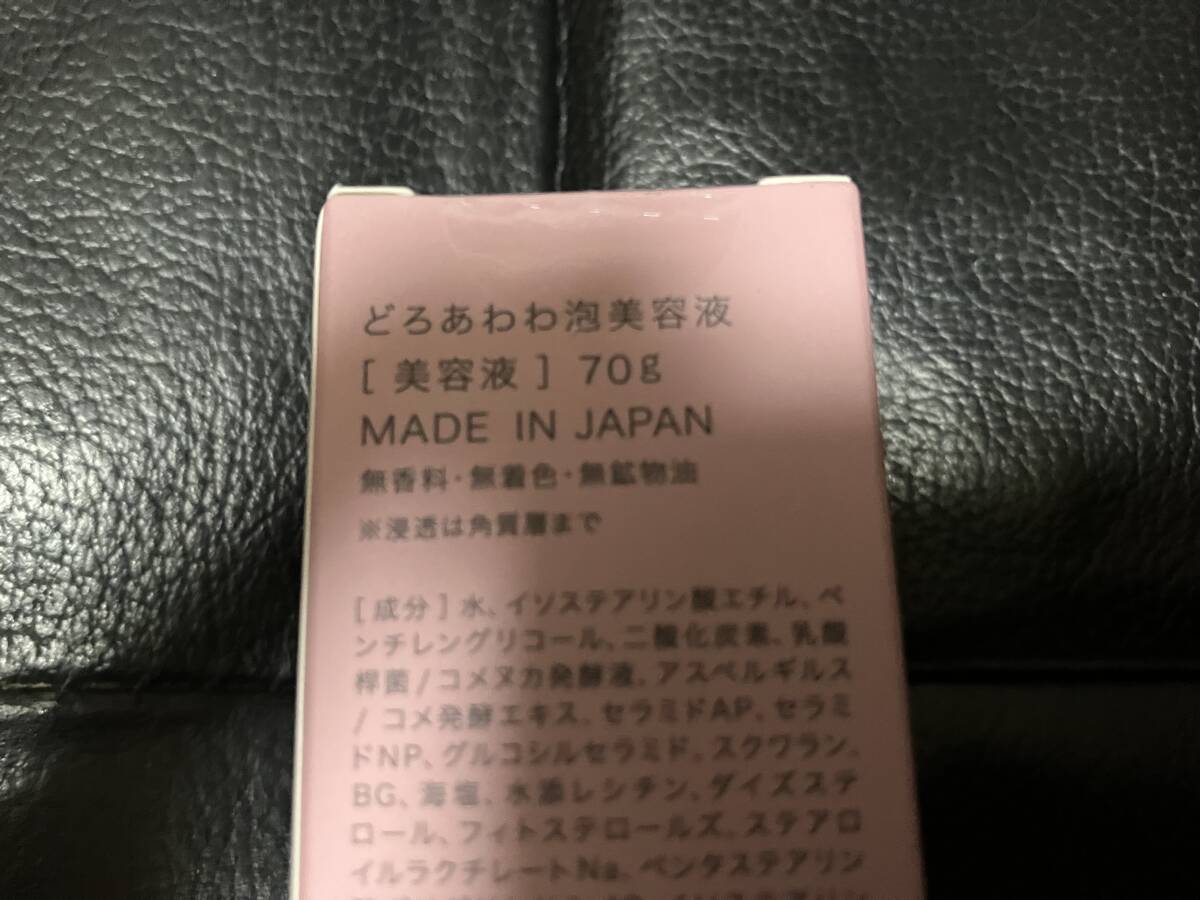 どろあわわ泡美容液
[ 美容液 ] 70g
MADE IN JAPAN
無香料・無着色・無鉱物油
※浸透は角質層まで
[ 成分 ] 水、イソステアリン酸エチル、ペ
ンチレングリコール、二酸化炭素、乳酸
桿菌/コメヌカ発酵液、アスペルギルス
/ コメ発酵エキス、セラミドAP、セラミ
ドNP、グルコシルセラミド、スクワラン、
BG、海塩、水添レシチン、ダイズステ
ロール、フィトステロールズ、ステアロ
イルラクチレートNa、ペンタステアリン